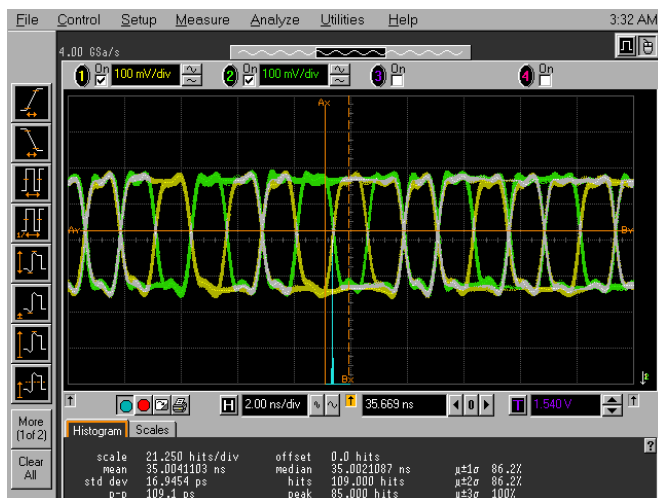 File Control Setup Measure Analyze Utilities Help 3:32 AM
4.00 GSa/s
1 On 100 mV/div 2 On 100 mV/div 3 On 4 On
Ax
Ay By
Bx
More
(1 of 2)
Clear
All
H 2.00 ns/div 35.669 ns 0 T 1.540 V
Histogram Scales ?
scale 21.250 hits/div offset 0.0 hits
mean 35.0041103 ns median 35.0021087 ns µ±1σ 86.2%
std dev 16.9454 ps hits 109.000 hits µ±2σ 86.2%
p-p 109.1 ps peak 85.000 hits µ±3σ 100%